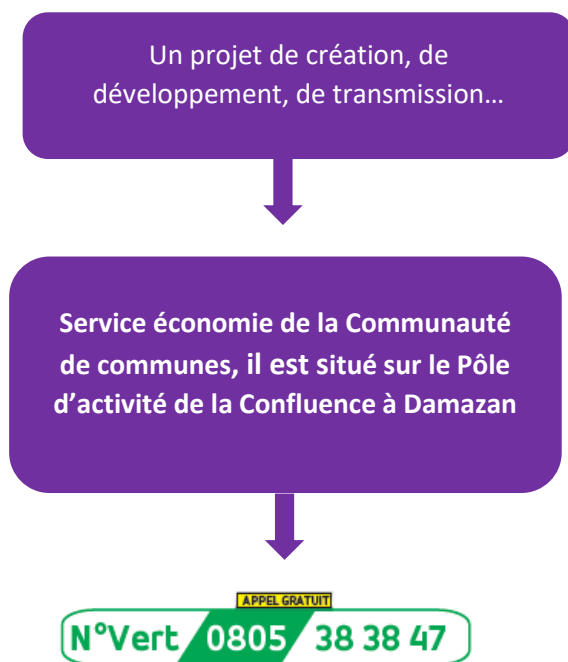 Un projet de création, de
développement, de transmission…
Service économie de la Communauté
de communes, il est situé sur le Pôle
d’activité de la Confluence à Damazan
APPEL GRATUIT
N°Vert 0805 38 38 47